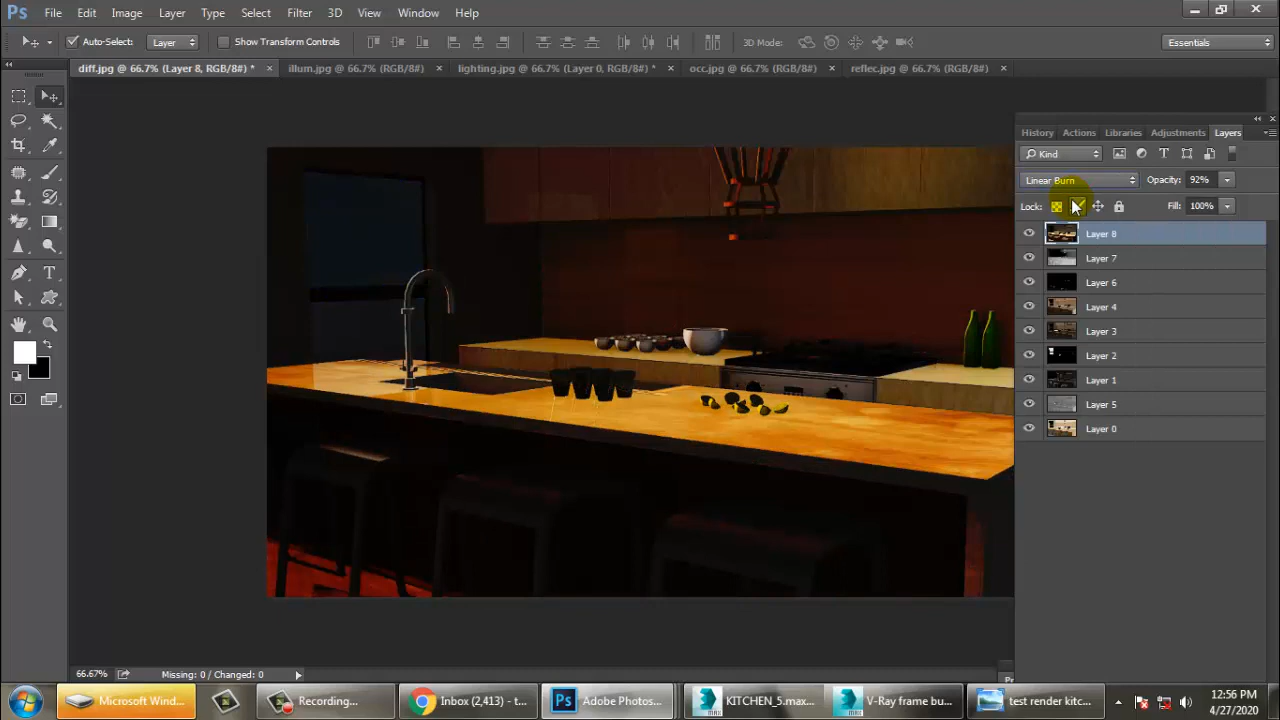 Ps File Edit Image Layer Type Select Filter 3D View Window Help
Auto-Select: Layer Show Transform Controls 3D Mode: Essentials
diff.jpg @ 66.7% (Layer 8, RGB/8#) * × illum.jpg @ 66.7% (RGB/8#) × lighting.jpg @ 66.7% (Layer 0, RGB/8#) * × occ.jpg @ 66.7% (RGB/8#) × reflec.jpg @ 66.7% (RGB/8#) ×
History Actions Libraries Adjustments Layers
Kind
Linear Burn Opacity: 92%
Lock: Fill: 100%
Layer 8
Layer 7
Layer 6
Layer 4
Layer 3
Layer 2
Layer 1
Layer 5
Layer 0
66.67% Missing: 0 / Changed: 0
Microsoft Wind... Recording... Inbox (2,413) - t... Ps Adobe Photos... KITCHEN_5.max... V-Ray frame bu... test render kitc...
12:56 PM
4/27/2020